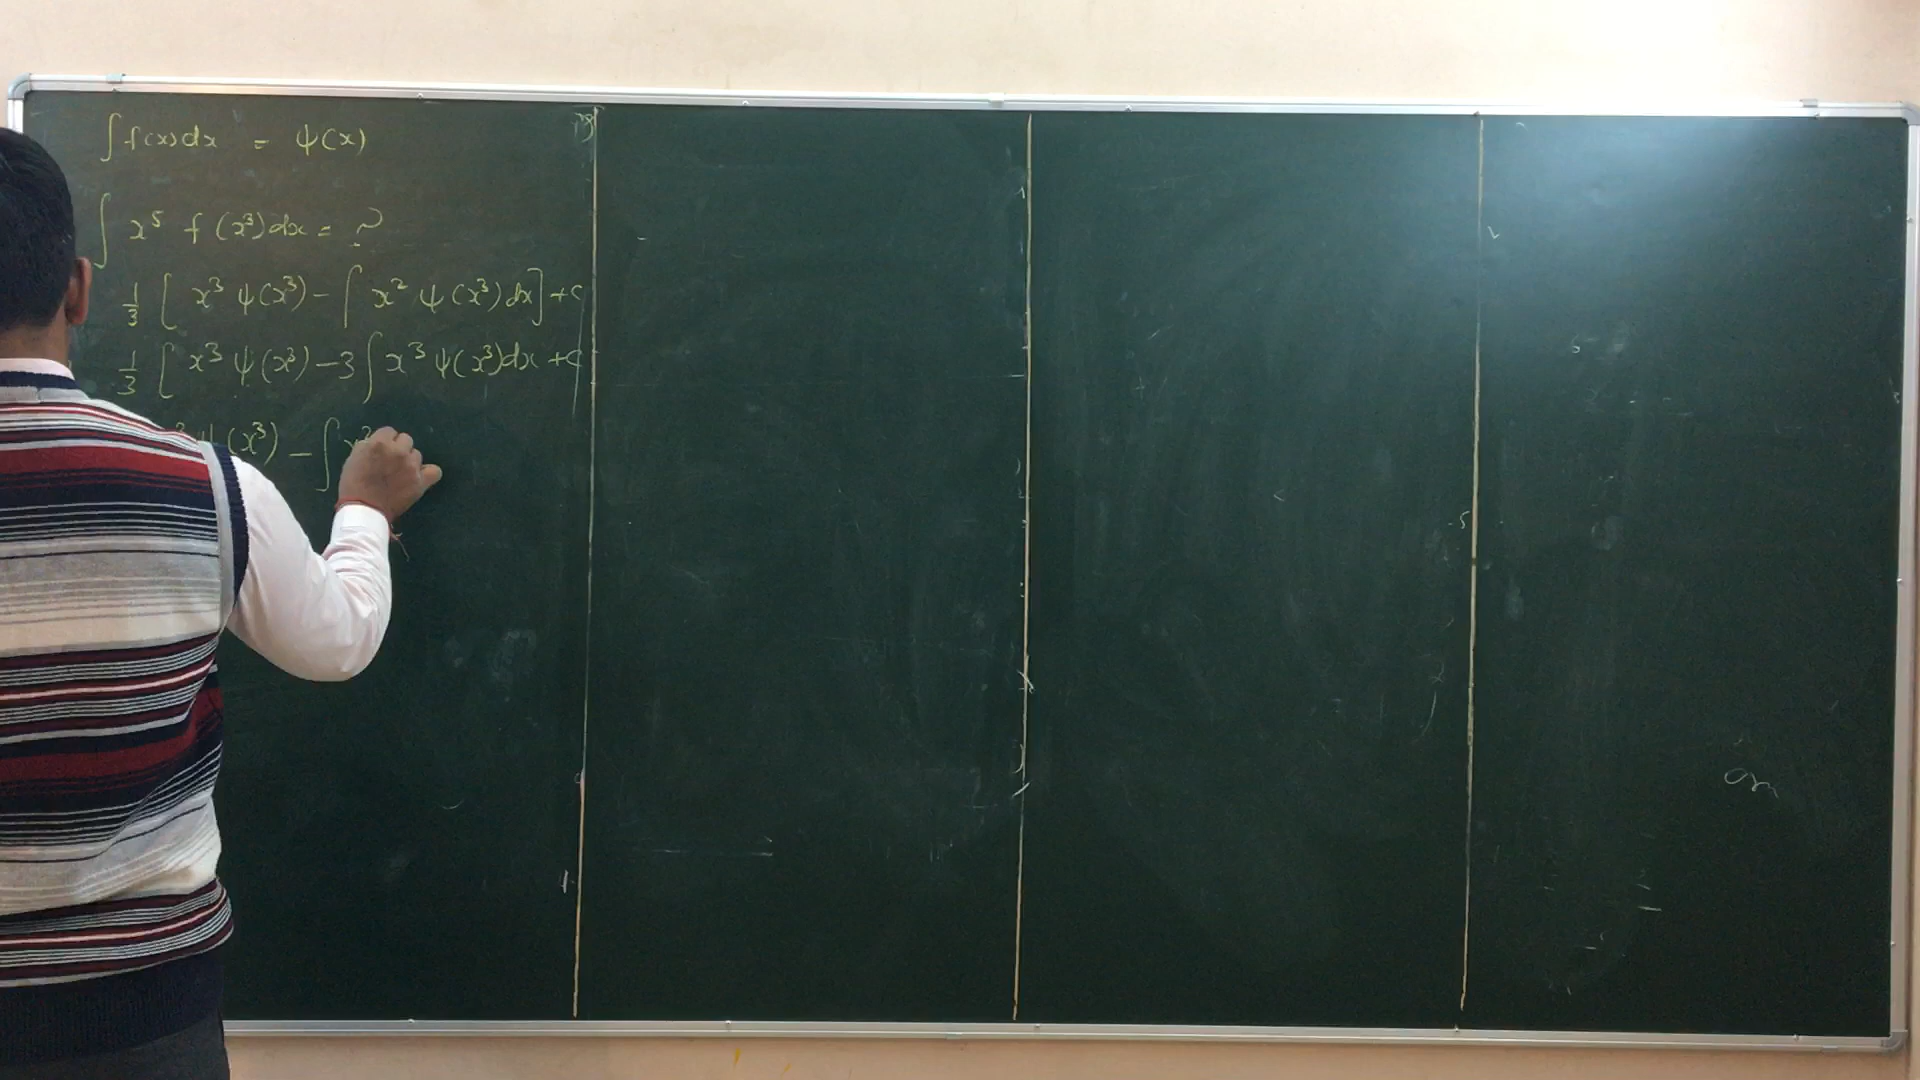 ∫ f(x) dx = ψ(x)
∫ x⁵ f (x³) dx = ?
1/3 [ x³ ψ(x³) - ∫ x² ψ(x³) dx ] + c
1/3 [ x³ ψ(x³) - 3 ∫ x³ ψ(x³) dx + c
ψ(x³) - ∫